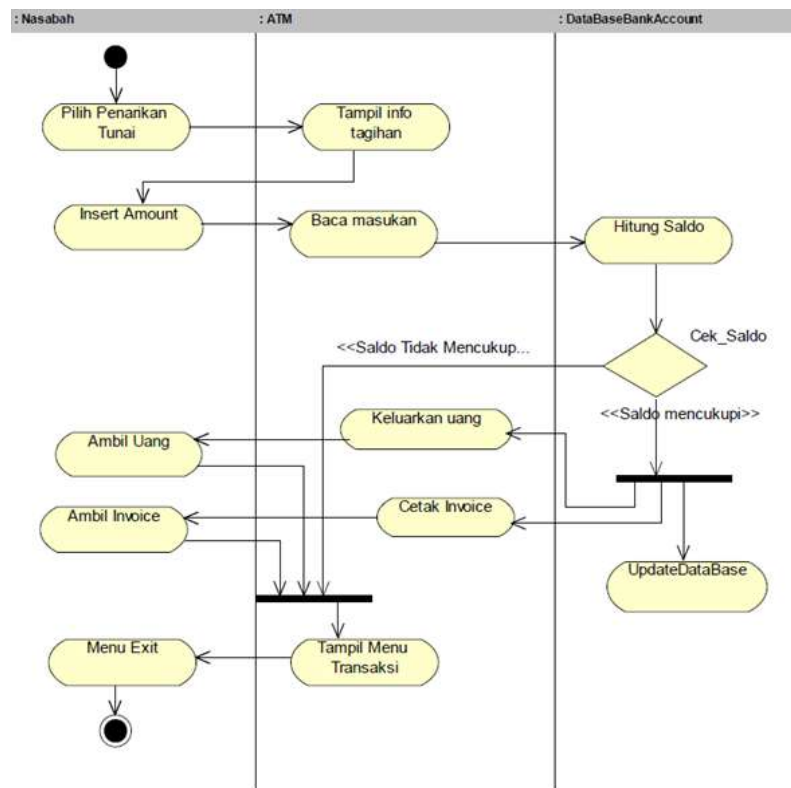 : Nasabah
: ATM
: DataBaseBankAccount
Pilih Penarikan
Tunai
Tampil info
tagihan
Insert Amount
Baca masukan
Hitung Saldo
Cek_Saldo
<<Saldo Tidak Mencukup...
<<Saldo mencukupi>>
Keluarkan uang
Ambil Uang
Cetak Invoice
Ambil Invoice
UpdateDataBase
Menu Exit
Tampil Menu
Transaksi